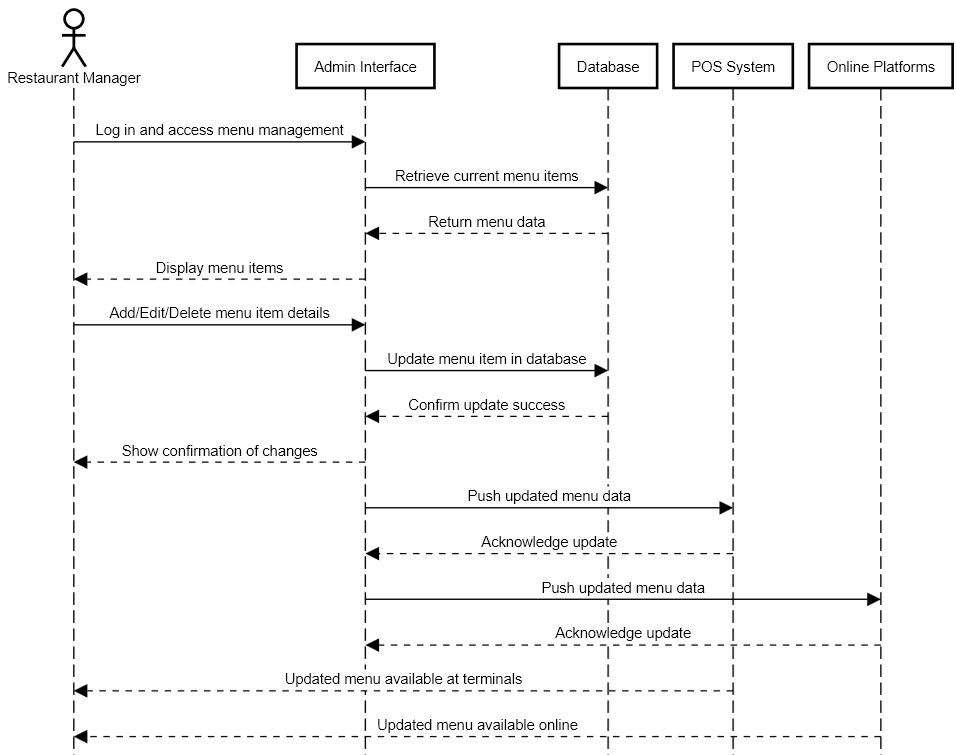 Restaurant Manager
Admin Interface
Database
POS System
Online Platforms
Log in and access menu management
Retrieve current menu items
Return menu data
Display menu items
Add/Edit/Delete menu item details
Update menu item in database
Confirm update success
Show confirmation of changes
Push updated menu data
Acknowledge update
Push updated menu data
Acknowledge update
Updated menu available at terminals
Updated menu available online